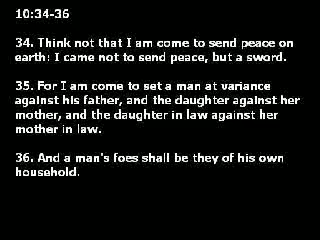 10:34-36
34. Think not that I am come to send peace on
earth: I came not to send peace, but a sword.
35. For I am come to set a man at variance
against his father, and the daughter against her
mother, and the daughter in law against her
mother in law.
36. And a man's foes shall be they of his own
household.